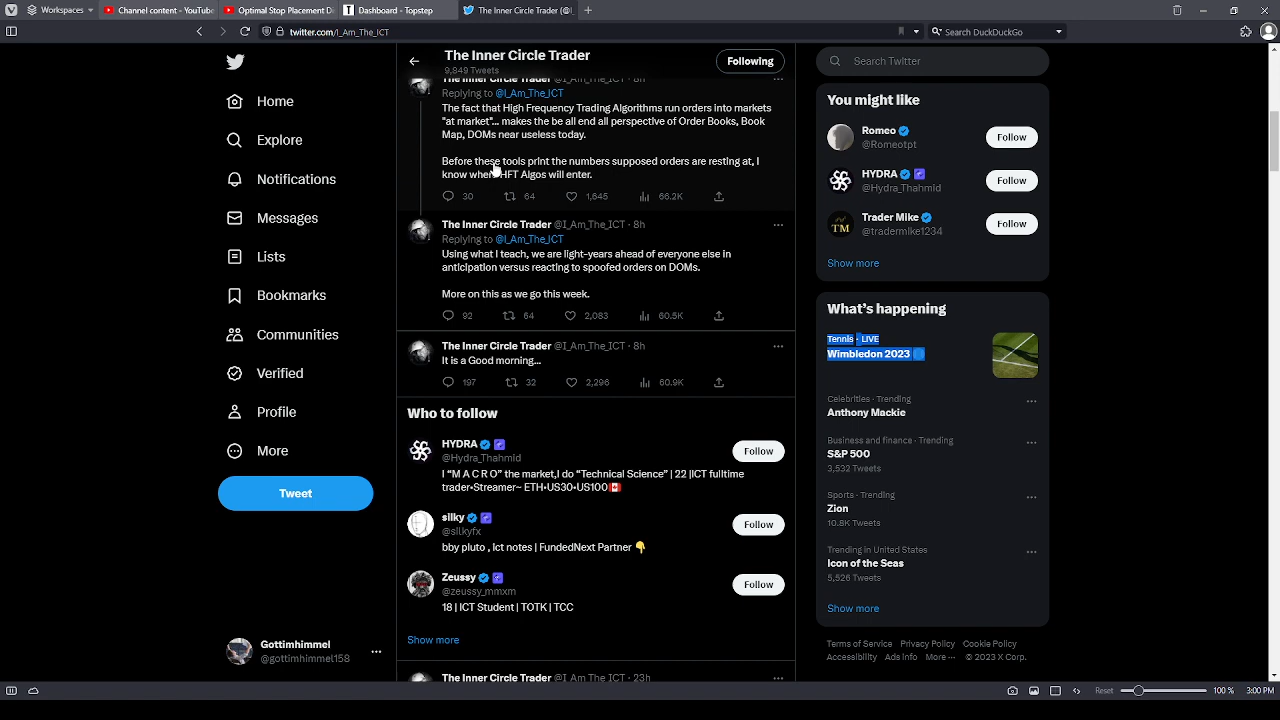 Workspaces
Channel content - YouTube
Optimal Stop Placement D
Dashboard - Topstep
The Inner Circle Trader (@I
twitter.com/I_Am_The_ICT
Search DuckDuckGo
Home
Explore
Notifications
Messages
Lists
Bookmarks
Communities
Verified
Profile
More
Tweet
Gottimhimmel
@gottimhimmel158
The Inner Circle Trader
9,849 Tweets
Following
The Inner Circle Trader @I_Am_The_ICT · 8h
Replying to @I_Am_The_ICT
The fact that High Frequency Trading Algorithms run orders into markets
"at market"... makes the be all end all perspective of Order Books, Book
Map, DOMs near useless today.
Before these tools print the numbers supposed orders are resting at, I
know when HFT Algos will enter.
30 64 1,645 66.2K
The Inner Circle Trader @I_Am_The_ICT · 8h
Replying to @I_Am_The_ICT
Using what I teach, we are light-years ahead of everyone else in
anticipation versus reacting to spoofed orders on DOMs.
More on this as we go this week.
92 64 2,083 60.5K
The Inner Circle Trader @I_Am_The_ICT · 8h
It is a Good morning...
197 32 2,296 60.9K
Who to follow
HYDRA
@Hydra_Thahmid
Follow
I “M A C R O” the market,I do “Technical Science” | 22 |ICT fulltime
trader•Streamer~ ETH•US30•US100🇨🇦
silky
@silkyfx
Follow
bby pluto , Ict notes | FundedNext Partner 👇
Zeussy
@zeussy_mmxm
Follow
18 | ICT Student | TOTK | TCC
Show more
The Inner Circle Trader @I_Am_The_ICT · 23h
Search Twitter
You might like
Romeo
@Romeotpt
Follow
HYDRA
@Hydra_Thahmid
Follow
Trader Mike
@tradermike1234
Follow
Show more
What’s happening
Tennis · LIVE
Wimbledon 2023
Celebrities · Trending
Anthony Mackie
Business and finance · Trending
S&P 500
3,532 Tweets
Sports · Trending
Zion
10.8K Tweets
Trending in United States
Icon of the Seas
5,526 Tweets
Show more
Terms of Service Privacy Policy Cookie Policy
Accessibility Ads info More ··· © 2023 X Corp.
Reset 100 % 3:00 PM